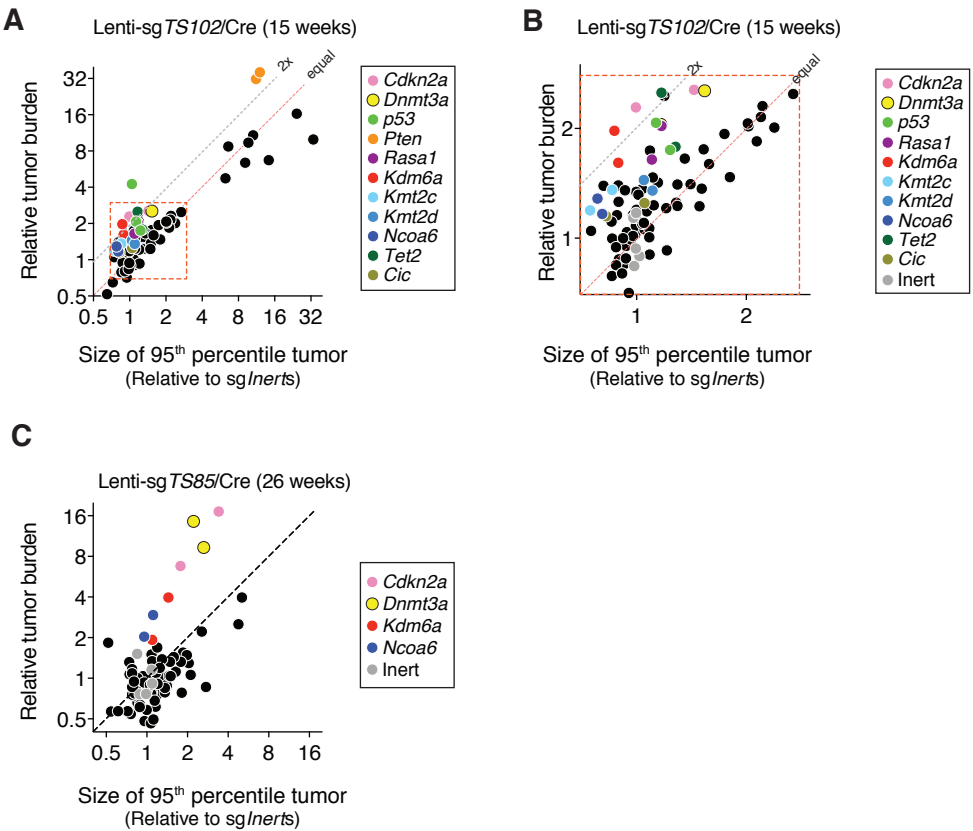 A
Lenti-sgTS102/Cre (15 weeks)
Relative tumor burden
32
16
8
4
2
1
0.5
0.5 1 2 4 8 16 32
2x
equal
Size of 95th percentile tumor
(Relative to sgInerts)
Cdkn2a
Dnmt3a
p53
Pten
Rasa1
Kdm6a
Kmt2c
Kmt2d
Ncoa6
Tet2
Cic
B
Lenti-sgTS102/Cre (15 weeks)
Relative tumor burden
2
1
1 2
2x
equal
Size of 95th percentile tumor
(Relative to sgInerts)
Cdkn2a
Dnmt3a
p53
Rasa1
Kdm6a
Kmt2c
Kmt2d
Ncoa6
Tet2
Cic
Inert
C
Lenti-sgTS85/Cre (26 weeks)
Relative tumor burden
16
8
4
2
1
0.5
0.5 1 2 4 8 16
Size of 95th percentile tumor
(Relative to sgInerts)
Cdkn2a
Dnmt3a
Kdm6a
Ncoa6
Inert